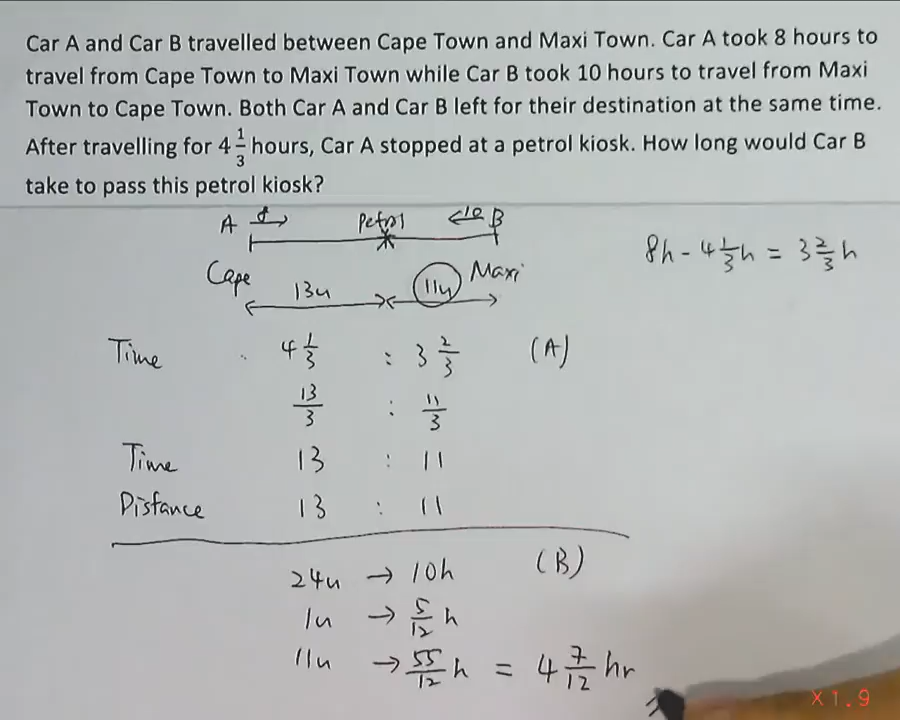 Car A and Car B travelled between Cape Town and Maxi Town. Car A took 8 hours to
travel from Cape Town to Maxi Town while Car B took 10 hours to travel from Maxi
Town to Cape Town. Both Car A and Car B left for their destination at the same time.
After travelling for 4 1/3 hours, Car A stopped at a petrol kiosk. How long would Car B
take to pass this petrol kiosk?
A 8 → Petrol ← 10 B
8h - 4 1/3 h = 3 2/3 h
Cape 13u 11u Maxi
Time 4 1/3 : 3 2/3 (A)
13/3 : 11/3
Time 13 : 11
Distance 13 : 11
24u → 10h (B)
1u → 5/12 h
11u → 55/12 h = 4 7/12 hr
X1.9